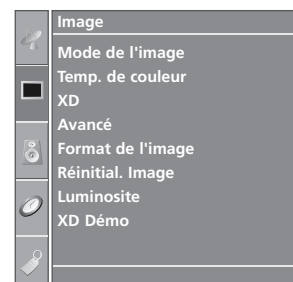 Image
Mode de l'image
Temp. de couleur
XD
Avancé
Format de l'image
Réinitial. Image
Luminosite
XD Démo